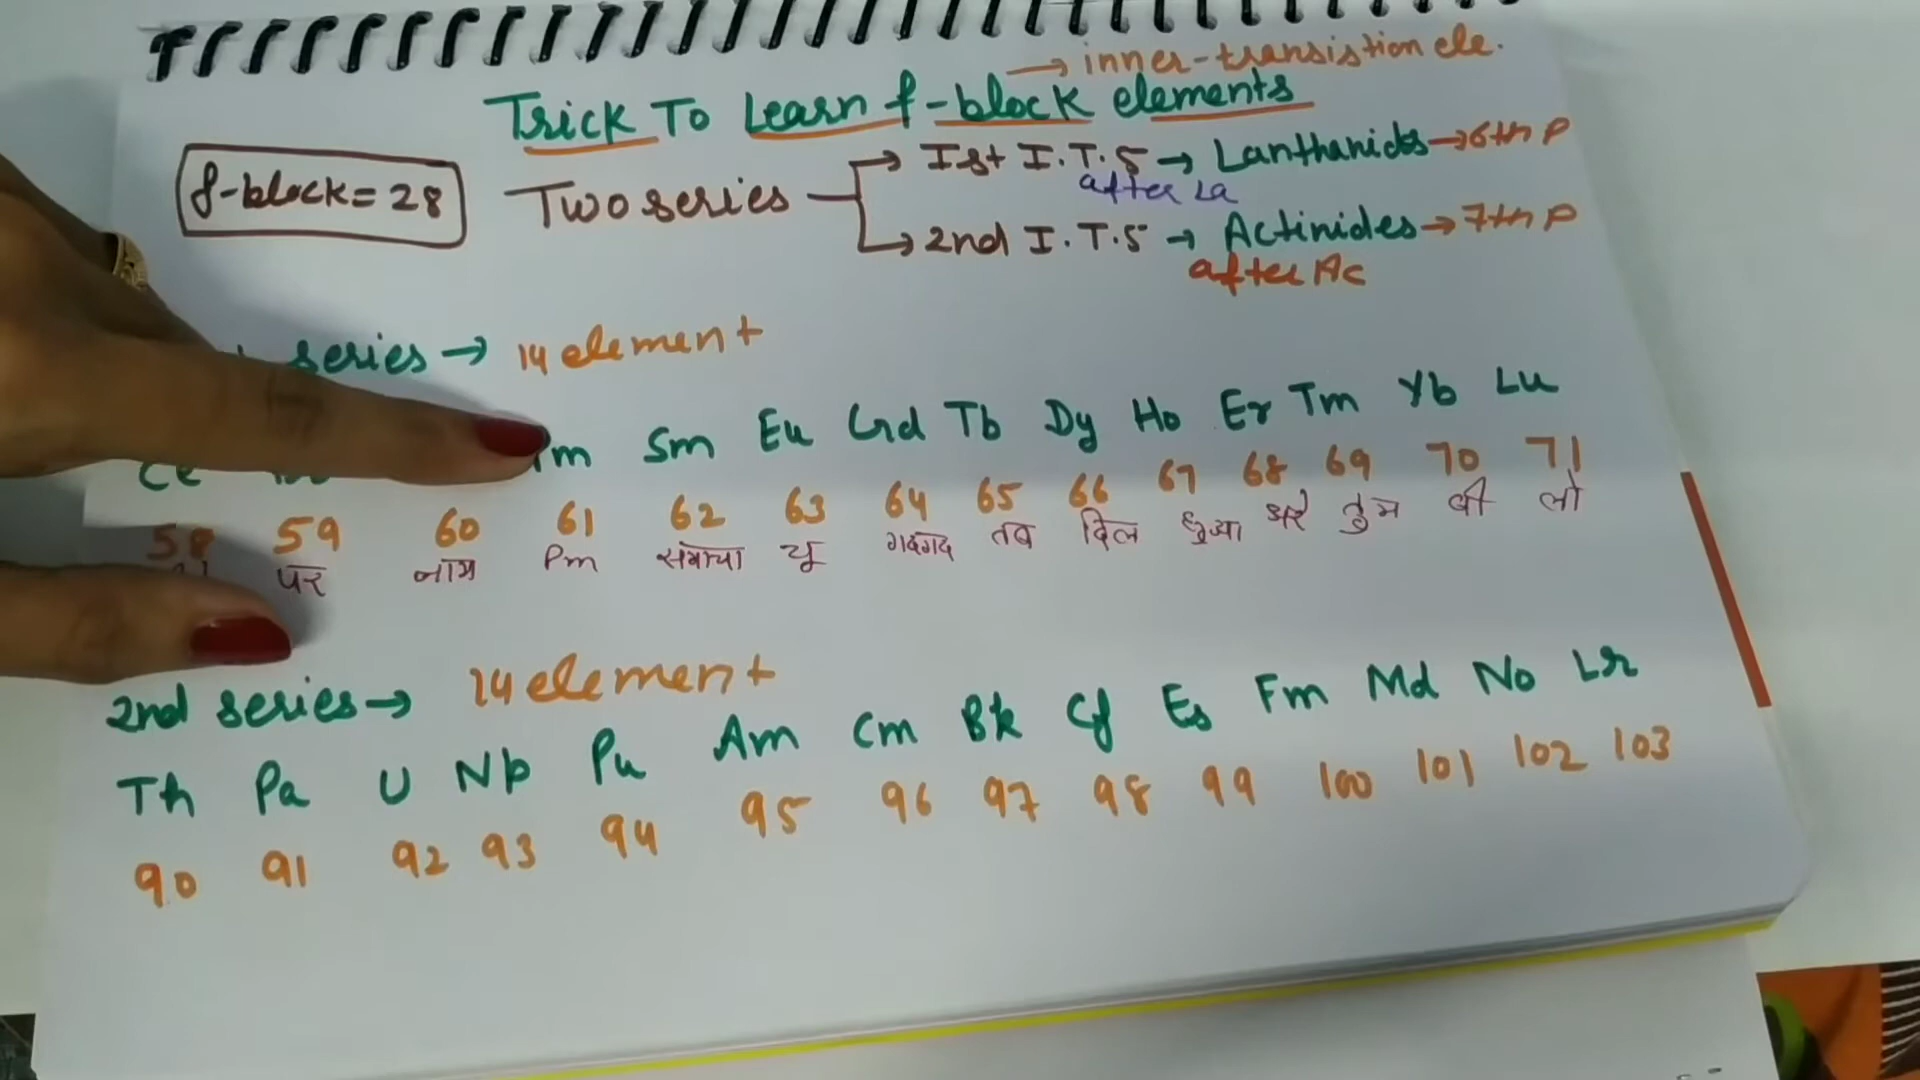 → inner-transistion ele.
Trick To Learn f-block elements
f-block = 28
Two series
→ Ist I.T.S → Lanthanides → 6th P
after La
→ 2nd I.T.S → Actinides → 7th P
after Ac
series → 14 element
Ce Sm Eu Gd Tb Dy Ho Er Tm Yb Lu
58 59 60 61 62 63 64 65 66 67 68 69 70 71
पर नाम Pm समाया यू गदगद तब दिल हुआ अरे तुम बी लो
2nd series → 14 element
Th Pa U Np Pu Am Cm Bk Cf Es Fm Md No Lr
90 91 92 93 94 95 96 97 98 99 100 101 102 103